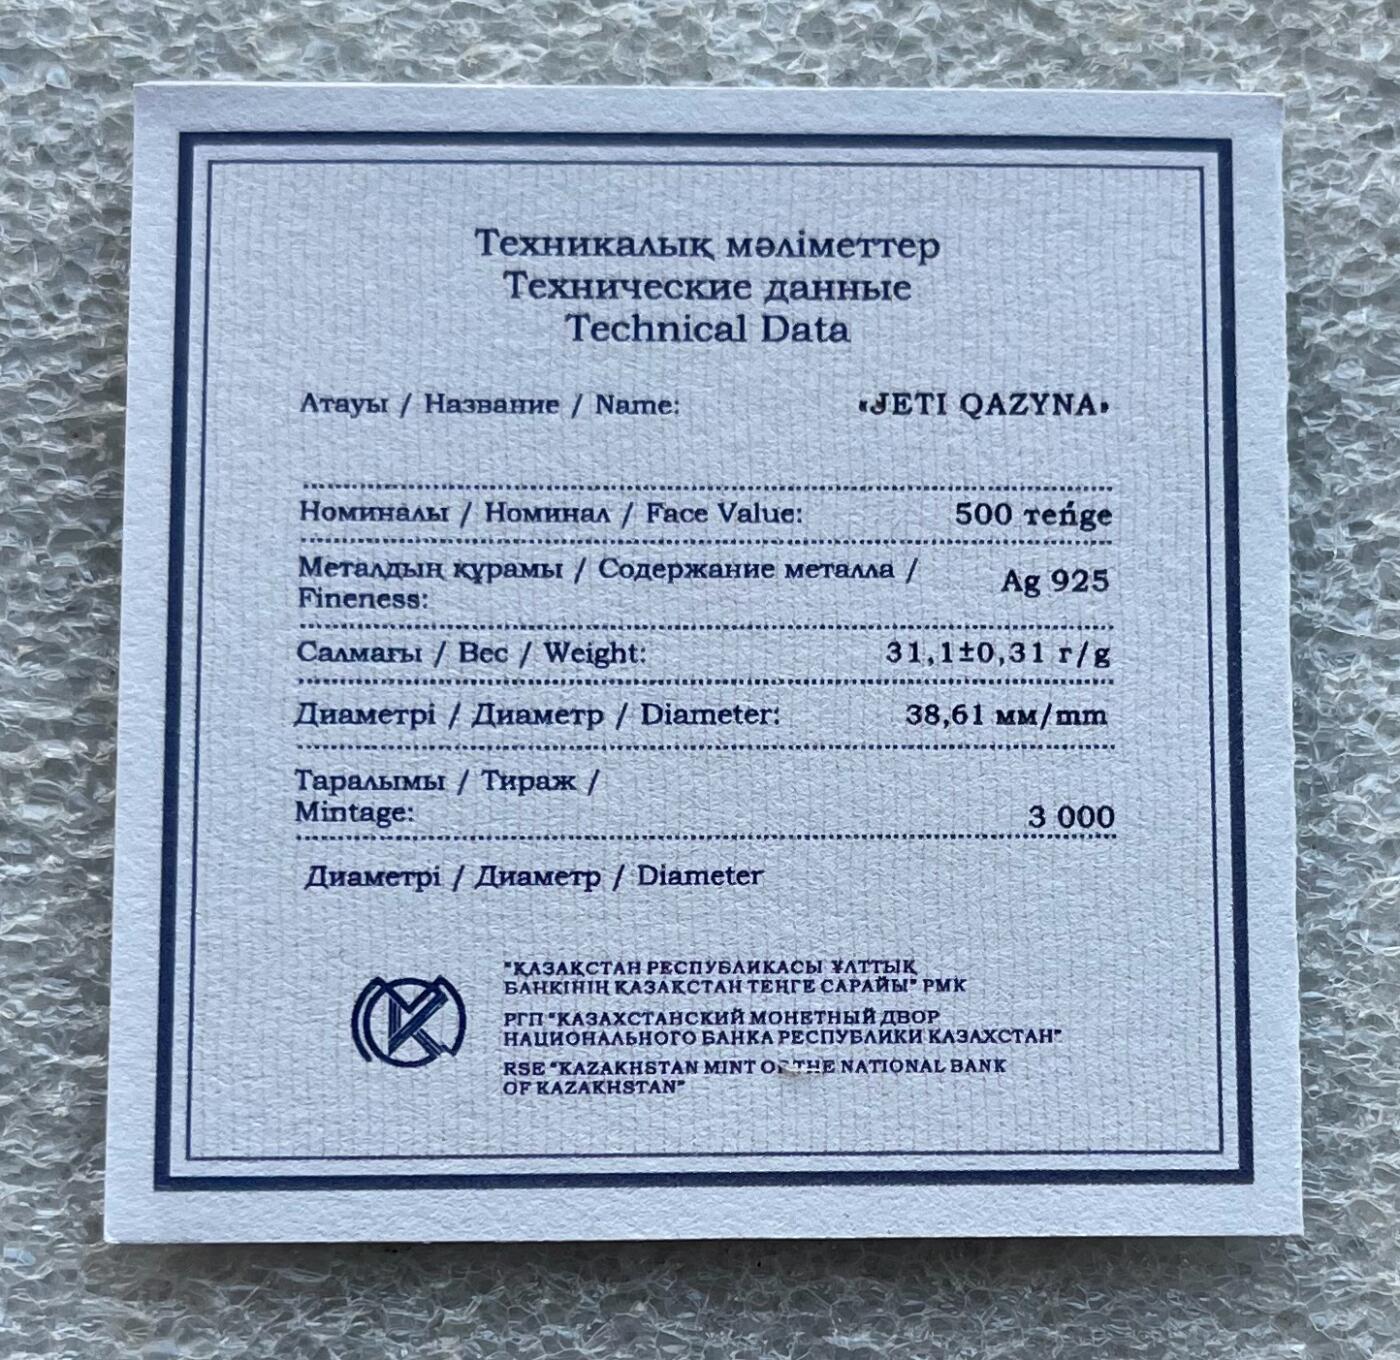 Техникалық мәліметтер
Технические данные
Technical Data
Атауы / Название / Name: «JETI QAZYNA»
Номиналы / Номинал / Face Value: 500 теńge
Металдың құрамы / Содержание металла /
Fineness: Ag 925
Салмағы / Вес / Weight: 31,1±0,31 г/g
Диаметрі / Диаметр / Diameter: 38,61 мм/mm
Таралымы / Тираж /
Mintage: 3 000
Диаметрі / Диаметр / Diameter
"ҚАЗАҚСТАН РЕСПУБЛИКАСЫ ҰЛТТЫҚ
БАНКІНІҢ ҚАЗАҚСТАН ТЕҢГЕ САРАЙЫ" РМК
РГП "КАЗАХСТАНСКИЙ МОНЕТНЫЙ ДВОР
НАЦИОНАЛЬНОГО БАНКА РЕСПУБЛИКИ КАЗАХСТАН"
RSE "KAZAKHSTAN MINT OF THE NATIONAL BANK
OF KAZAKHSTAN"